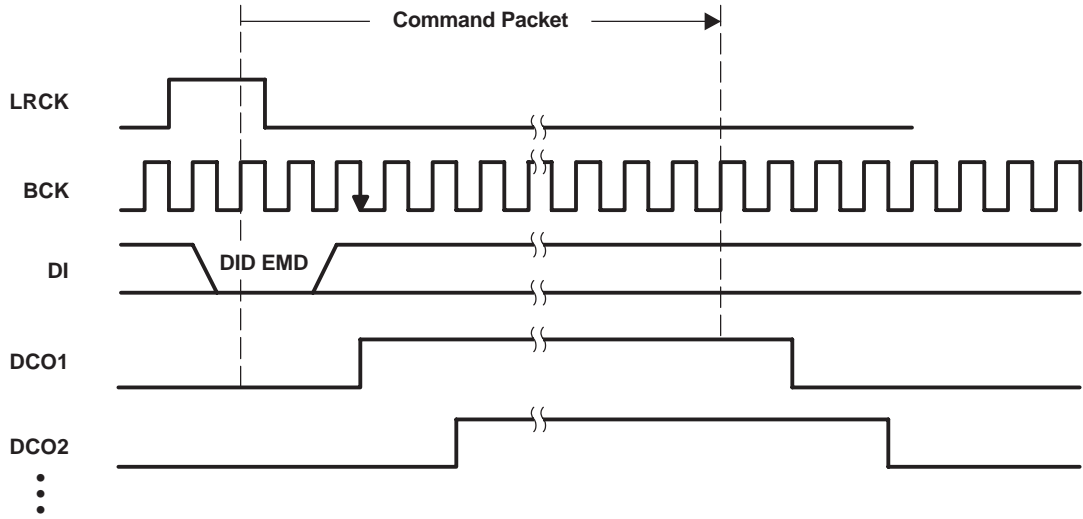 Command Packet
LRCK
BCK
DI
DID EMD
DCO1
DCO2